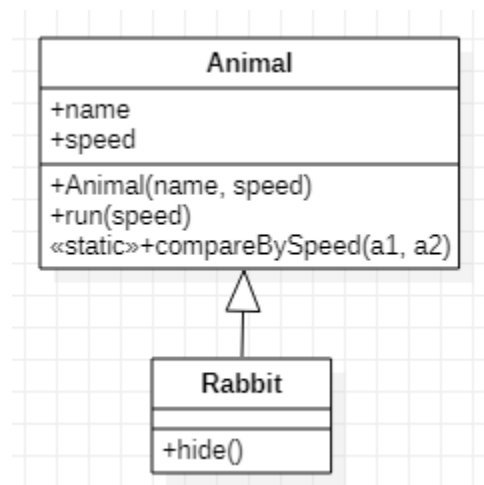 Animal
+name
+speed
+Animal(name, speed)
+run(speed)
«static»+compareBySpeed(a1, a2)
Rabbit
+hide()